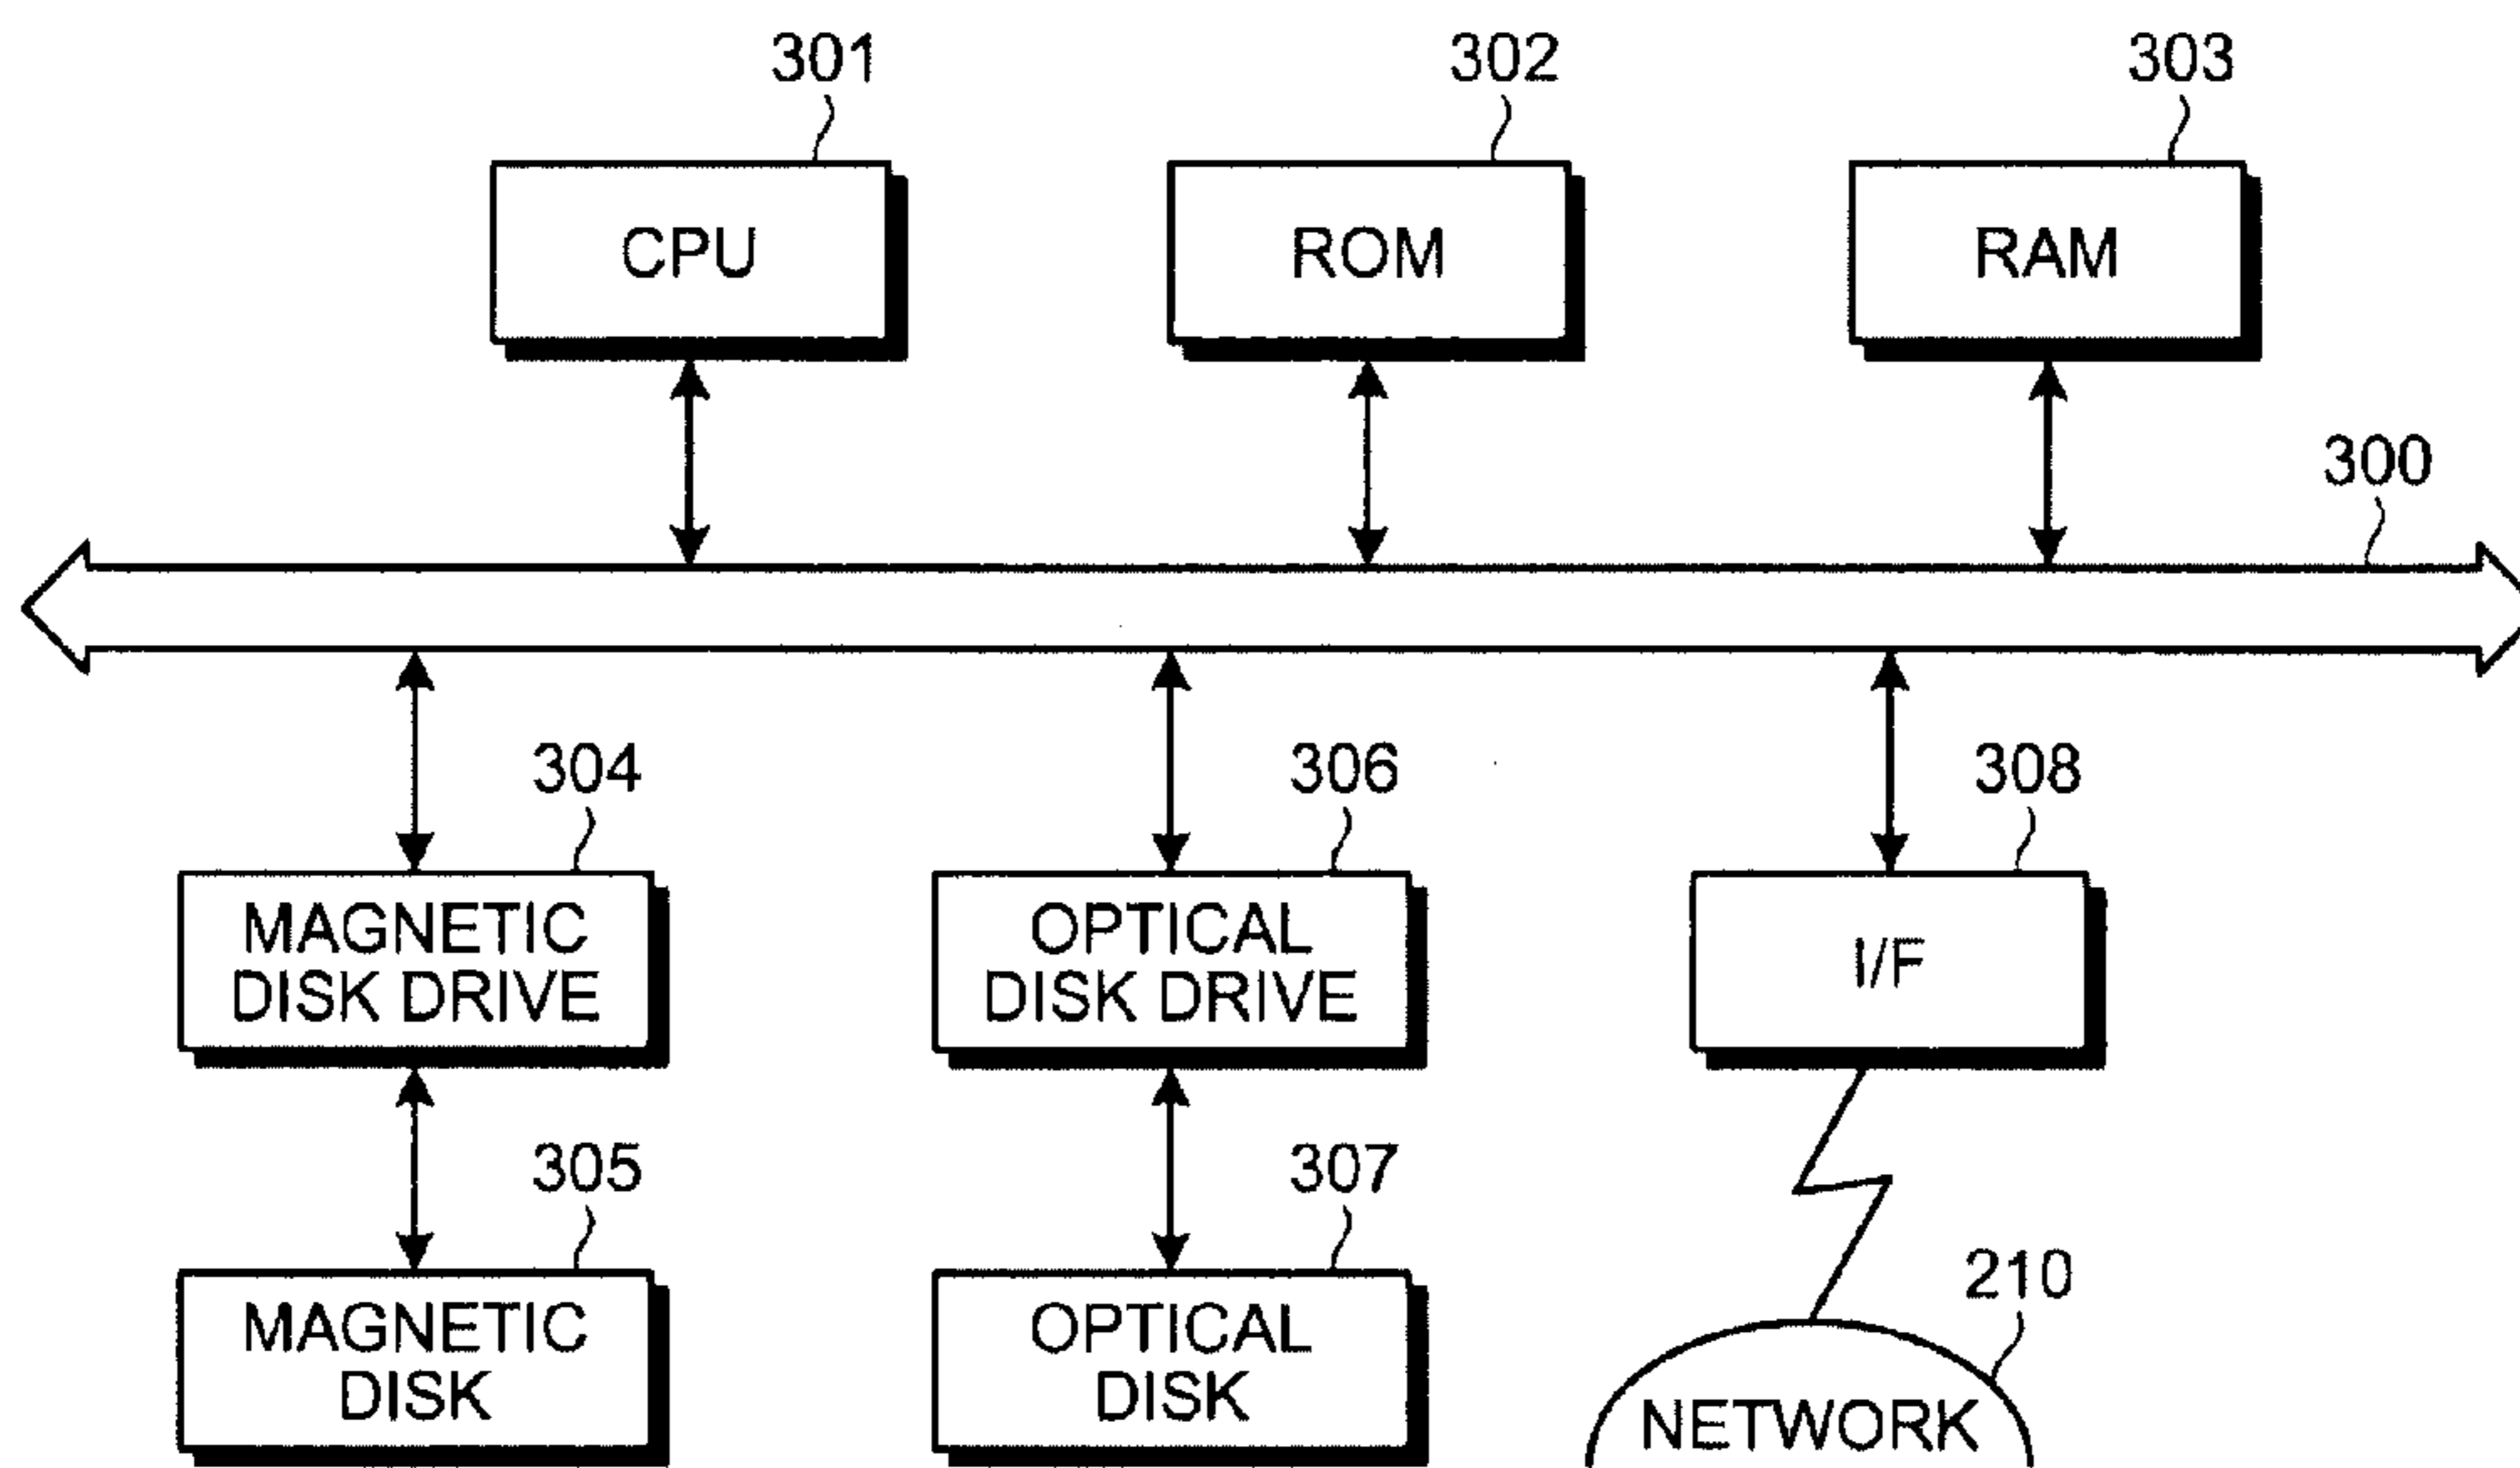 301
302
303
CPU
ROM
RAM
300
304
306
308
MAGNETIC
DISK DRIVE
OPTICAL
DISK DRIVE
I/F
305
307
210
MAGNETIC
DISK
OPTICAL
DISK
NETWORK